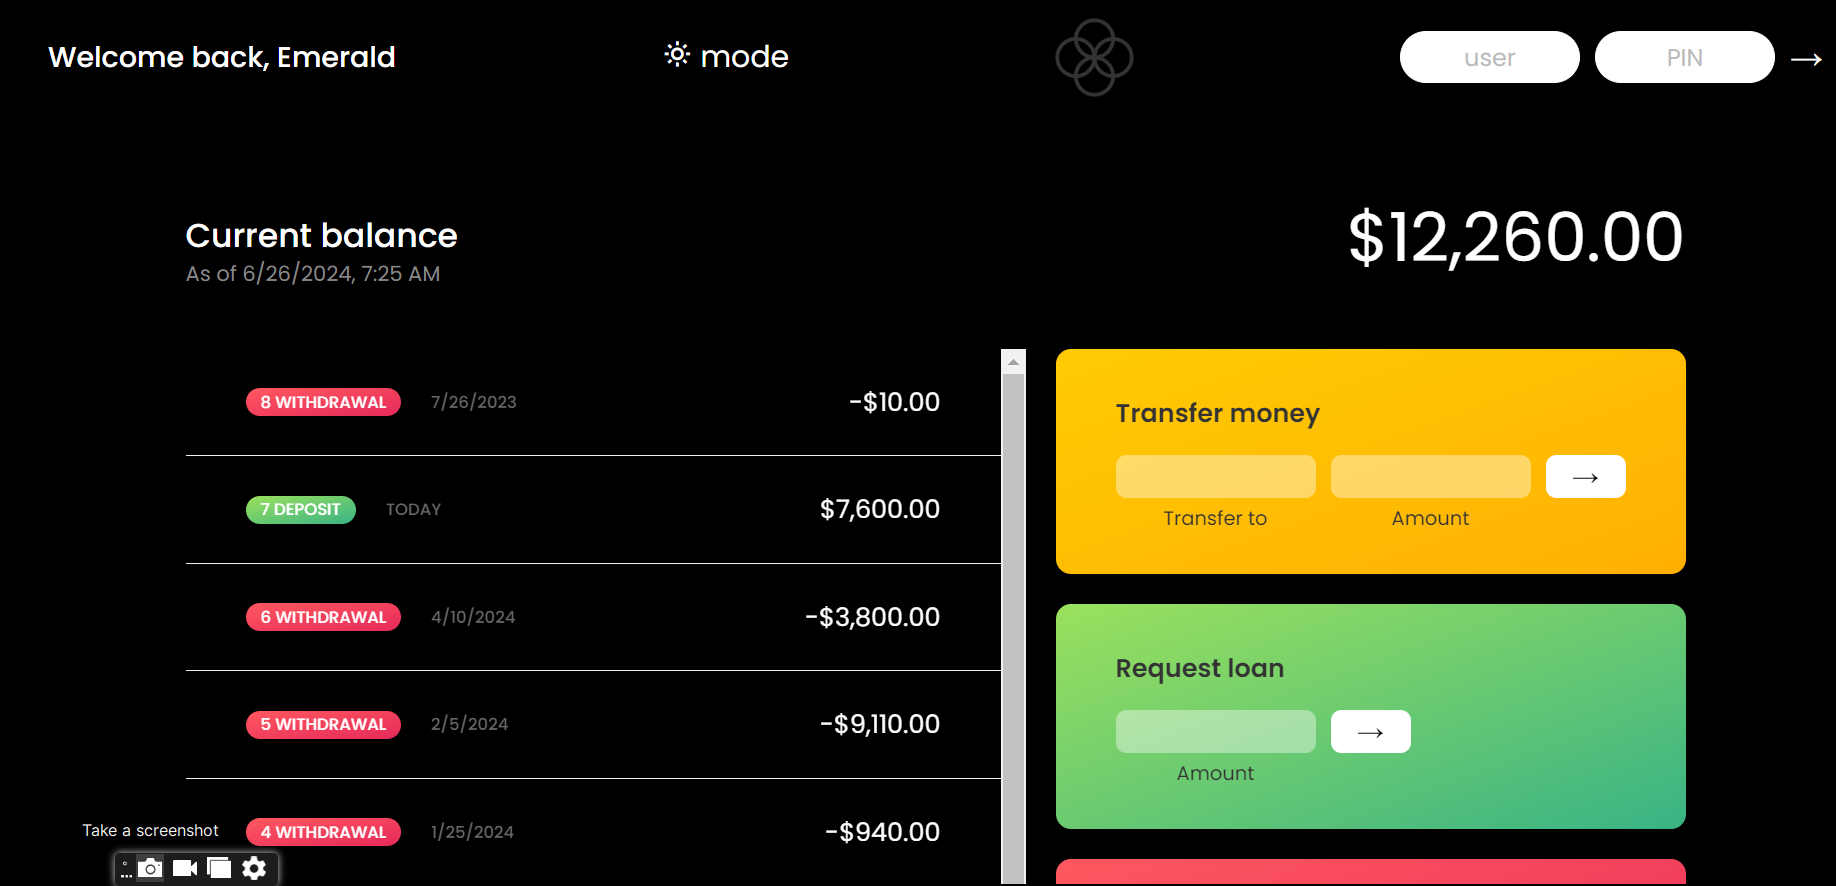 Welcome back, Emerald
mode
user
PIN
→
Current balance
As of 6/26/2024, 7:25 AM
$12,260.00
8 WITHDRAWAL 7/26/2023 -$10.00
7 DEPOSIT TODAY $7,600.00
6 WITHDRAWAL 4/10/2024 -$3,800.00
5 WITHDRAWAL 2/5/2024 -$9,110.00
4 WITHDRAWAL 1/25/2024 -$940.00
Transfer money
→
Transfer to
Amount
Request loan
→
Amount
Take a screenshot